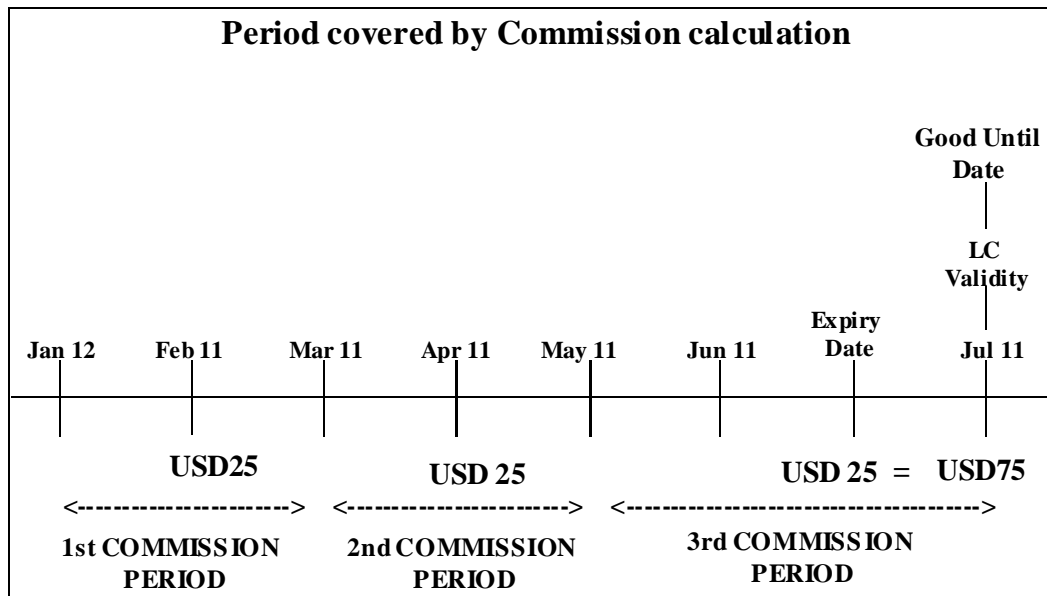 Period covered by Commission calculation
Good Until
Date
LC
Validity
Jan 12 Feb 11 Mar 11 Apr 11 May 11 Jun 11 Expiry Date Jul 11
USD25 USD 25 USD 25 = USD75
<-----------------------> <-----------------------> <---------------------------------------->
1st COMMISSION 2nd COMMISSION 3rd COMMISSION
PERIOD PERIOD PERIOD